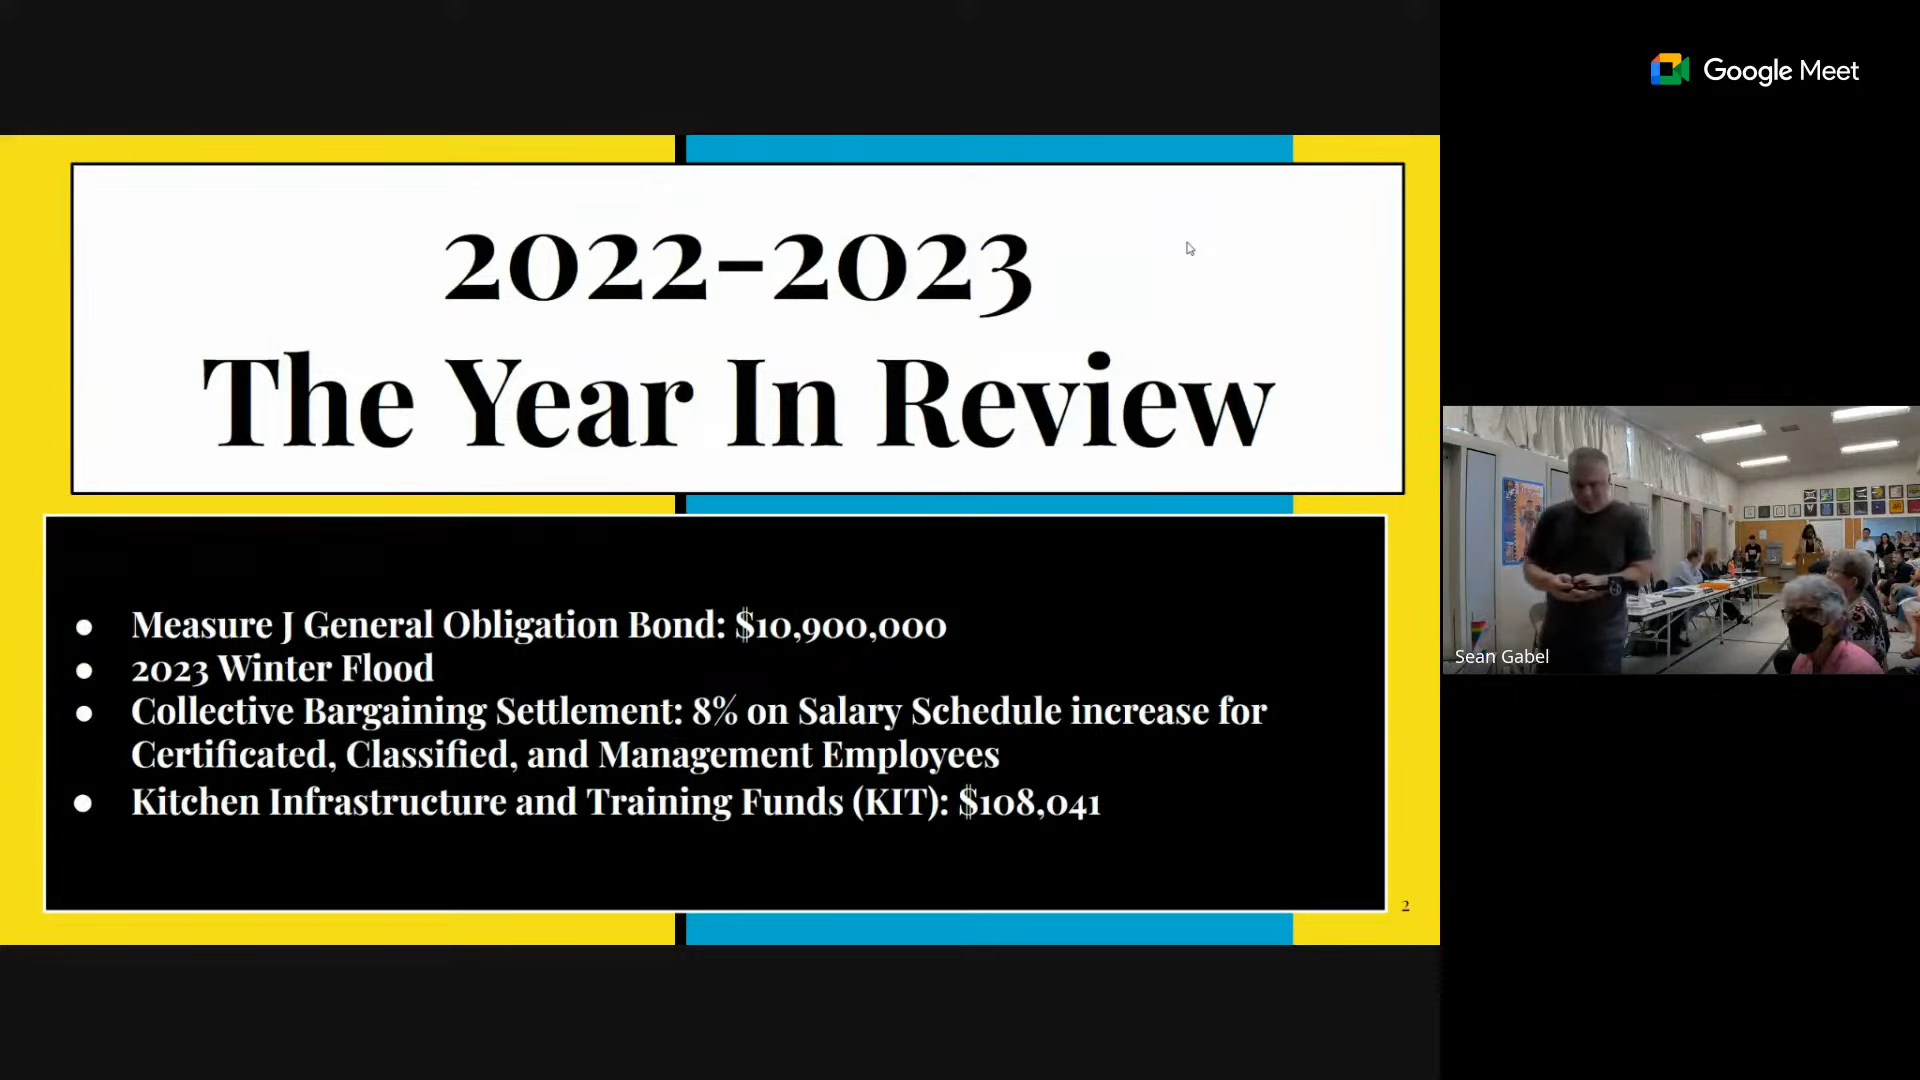 Google Meet
2022-2023
The Year In Review
● Measure J General Obligation Bond: $10,900,000
● 2023 Winter Flood
● Collective Bargaining Settlement: 8% on Salary Schedule increase for
Certificated, Classified, and Management Employees
● Kitchen Infrastructure and Training Funds (KIT): $108,041
2
Sean Gabel